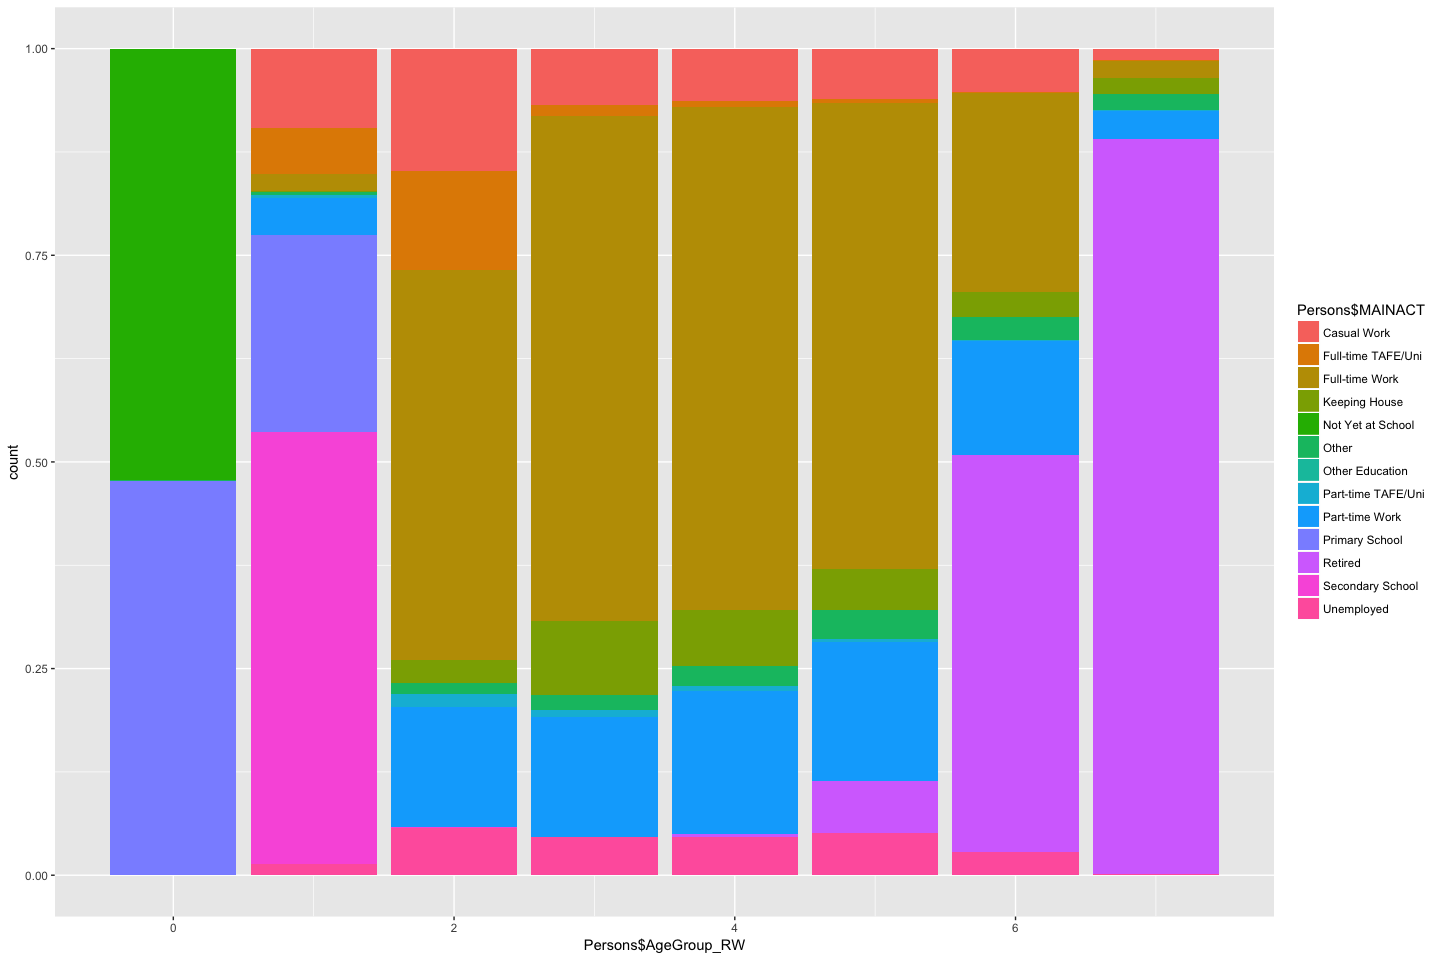 1.00
0.75
0.50
0.25
0.00
count
0
2
4
6
Persons$AgeGroup_RW
Persons$MAINACT
Casual Work
Full-time TAFE/Uni
Full-time Work
Keeping House
Not Yet at School
Other
Other Education
Part-time TAFE/Uni
Part-time Work
Primary School
Retired
Secondary School
Unemployed